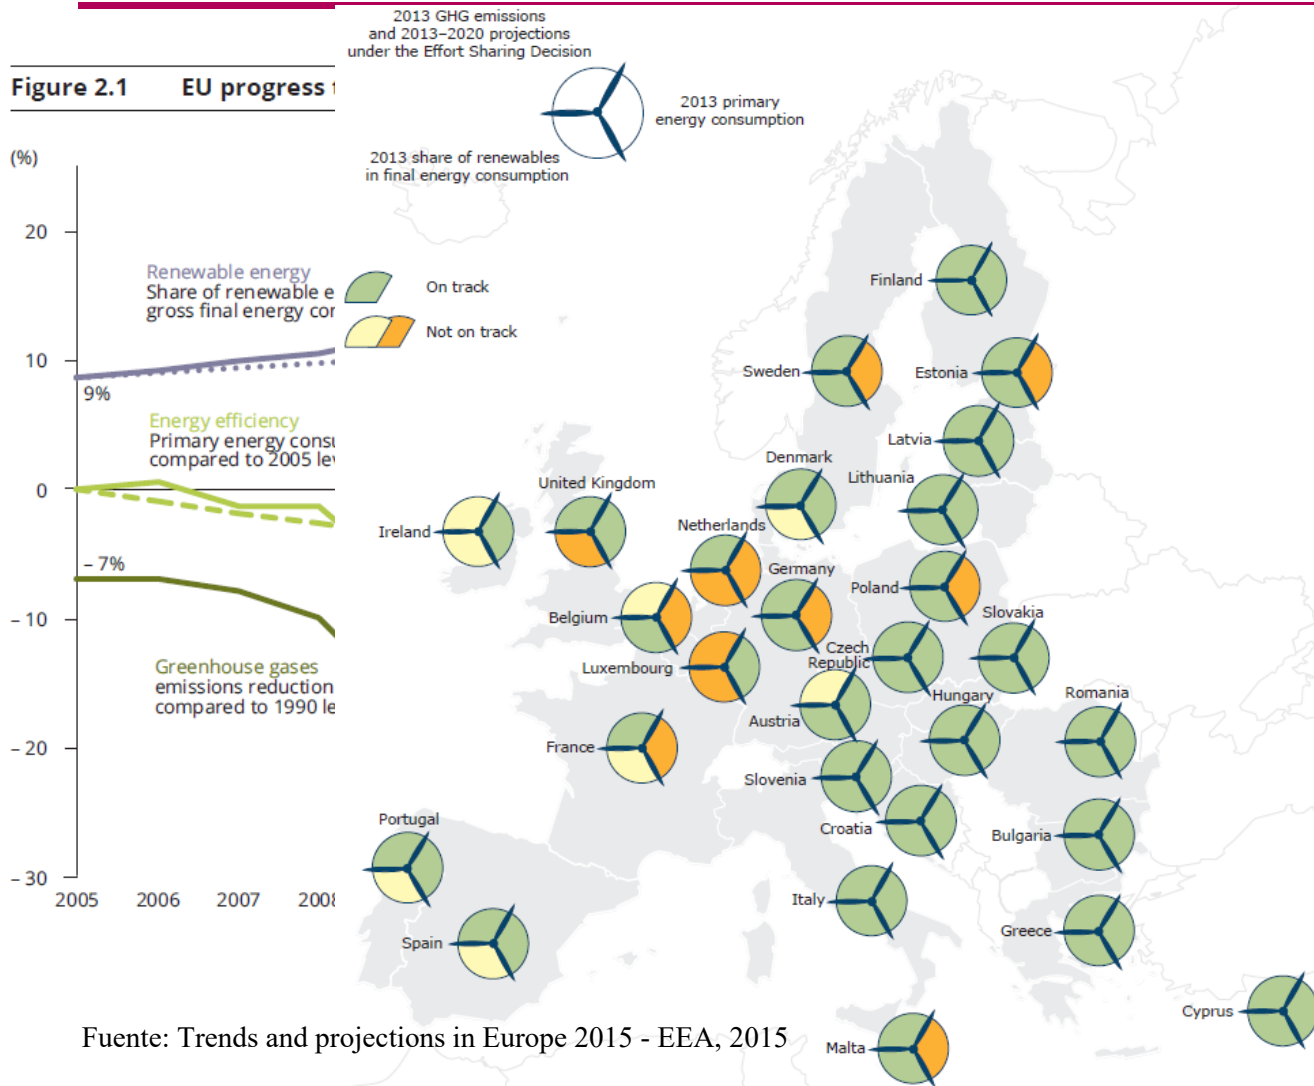 2013 GHG emissions
and 2013–2020 projections
under the Effort Sharing Decision
2013 primary
energy consumption
2013 share of renewables
in final energy consumption
Figure 2.1 EU progress
(%)
20
10
0
– 10
– 20
– 30
2005 2006 2007 2008
Renewable energy
Share of renewable e
gross final energy con
9%
Energy efficiency
Primary energy consu
compared to 2005 lev
– 7%
Greenhouse gases
emissions reduction
compared to 1990 le
On track
Not on track
Finland
Sweden
Estonia
Latvia
Denmark
Lithuania
United Kingdom
Ireland
Netherlands
Germany
Poland
Belgium
Slovakia
Luxembourg
Czech
Republic
Hungary
Romania
Austria
France
Slovenia
Croatia
Bulgaria
Portugal
Italy
Greece
Spain
Cyprus
Malta
Fuente: Trends and projections in Europe 2015 - EEA, 2015